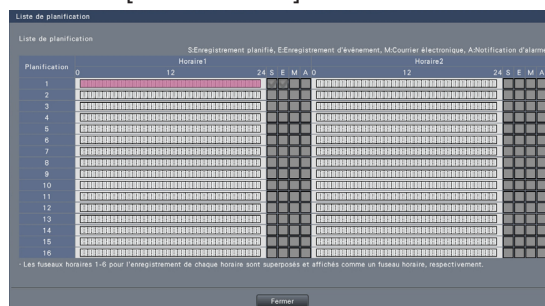 Liste de planification
Liste de planification
S:Enregistrement planifié, E:Enregistrement d'évènement, M:Courrier électronique, A:Notification d'alarme
Planification Horaire1 Horaire2
0 12 24 S E M A 0 12 24 S E M A
1
2
3
4
5
6
7
8
9
10
11
12
13
14
15
16
- Les fuseaux horaires 1-6 pour l'enregistrement de chaque horaire sont superposés et affichés comme un fuseau horaire, respectivement.
Fermer